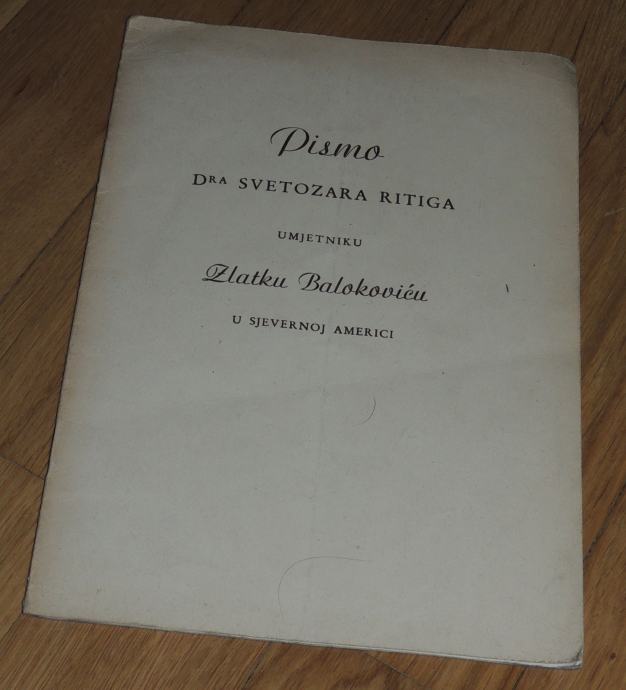 Pismo
Dra SVETOZARA RITIGA
UMJETNIKU
Zlatku Balokoviću
U SJEVERNOJ AMERICI